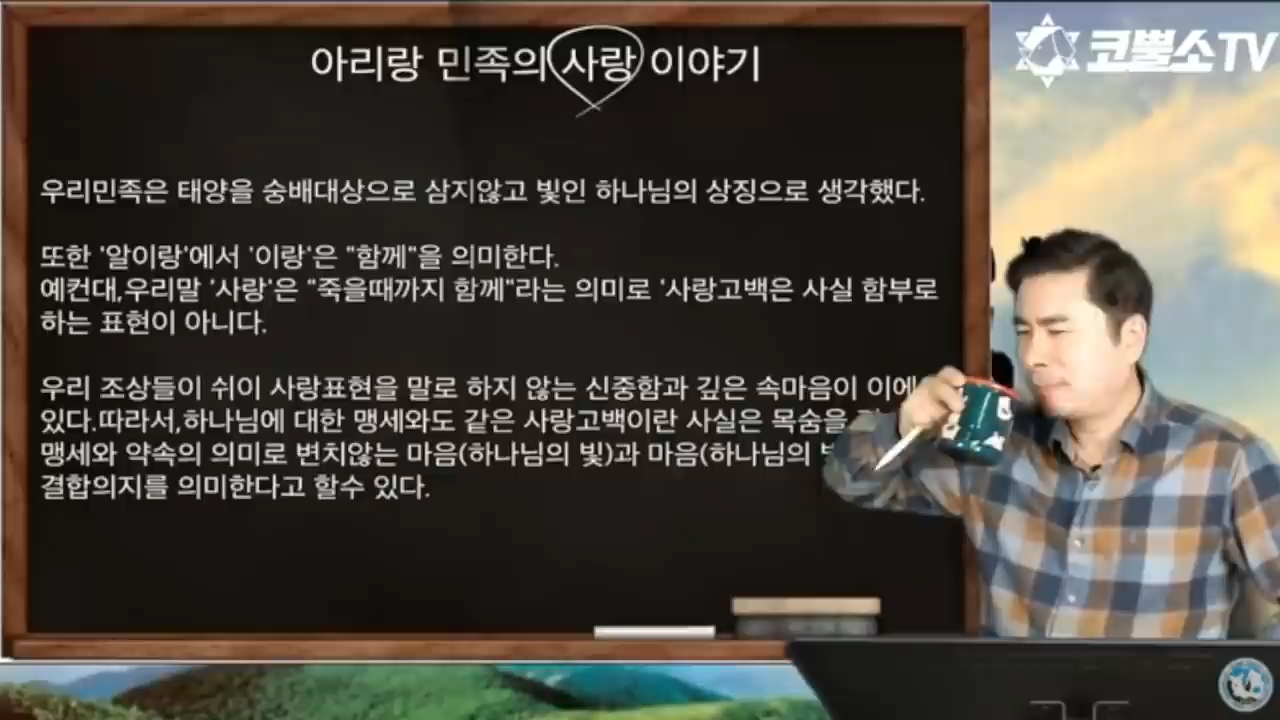 아리랑 민족의 사랑 이야기
코뿔소TV
우리민족은 태양을 숭배대상으로 삼지않고 빛인 하나님의 상징으로 생각했다.
또한 '알이랑'에서 '이랑'은 "함께"을 의미한다.
예컨대,우리말 '사랑'은 "죽을때까지 함께"라는 의미로 '사랑고백은 사실 함부로
하는 표현이 아니다.
우리 조상들이 쉬이 사랑표현을 말로 하지 않는 신중함과 깊은 속마음이 이에
있다.따라서,하나님에 대한 맹세와도 같은 사랑고백이란 사실은 목숨을
맹세와 약속의 의미로 변치않는 마음(하나님의 빛)과 마음(하나님의
결합의지를 의미한다고 할수 있다.